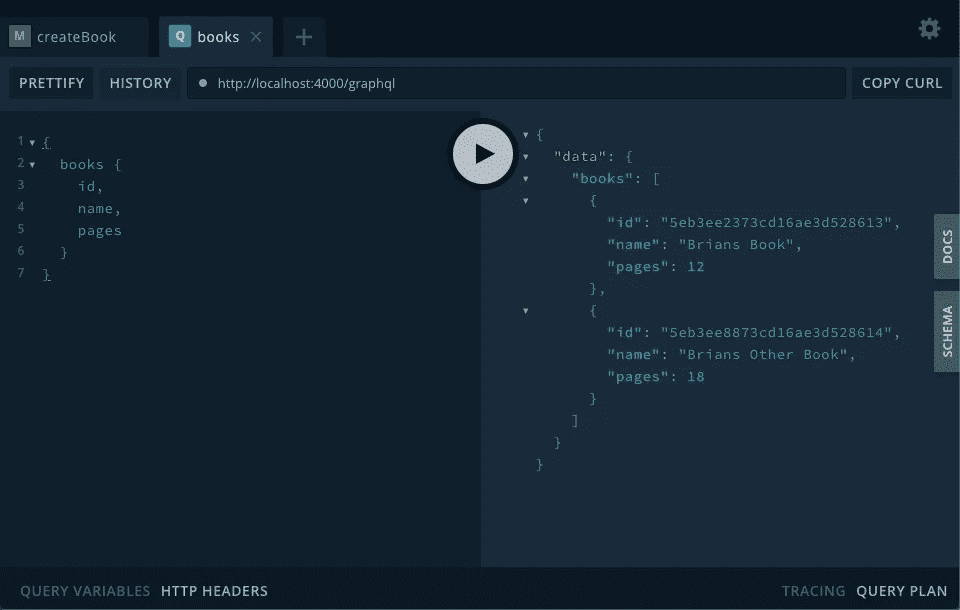 M createBook
Q books
PRETTIFY
HISTORY
http://localhost:4000/graphql
COPY CURL
1 {
2 books {
3 id,
4 name,
5 pages
6 }
7 }
{
"data": {
"books": [
{
"id": "5eb3ee2373cd16ae3d528613",
"name": "Brians Book",
"pages": 12
},
{
"id": "5eb3ee8873cd16ae3d528614",
"name": "Brians Other Book",
"pages": 18
}
]
}
}
DOCS
SCHEMA
QUERY VARIABLES
HTTP HEADERS
TRACING
QUERY PLAN